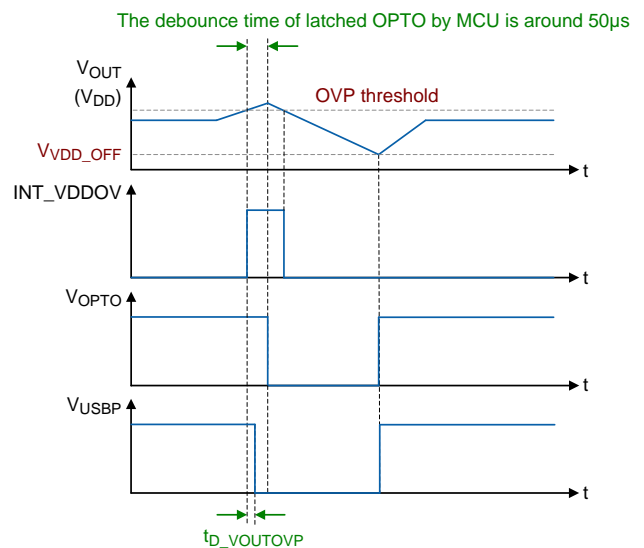 The debounce time of latched OPTO by MCU is around 50µs
VOUT
(VDD)
OVP threshold
VVDD_OFF
t
INT_VDDOV
t
VOPTO
t
VUSBP
t
tD_VOUTOVP